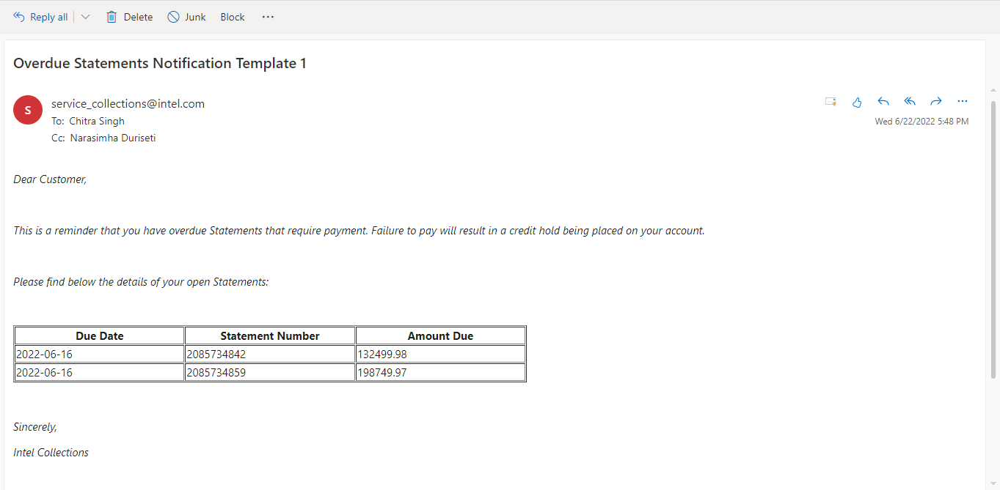 Reply all Delete Junk Block ...
Overdue Statements Notification Template 1
S
service_collections@intel.com
To: Chitra Singh
Wed 6/22/2022 5:48 PM
Cc: Narasimha Duriseti
Dear Customer,
This is a reminder that you have overdue Statements that require payment. Failure to pay will result in a credit hold being placed on your account.
Please find below the details of your open Statements:
Due Date Statement Number Amount Due
2022-06-16 2085734842 132499.98
2022-06-16 2085734859 198749.97
Sincerely,
Intel Collections